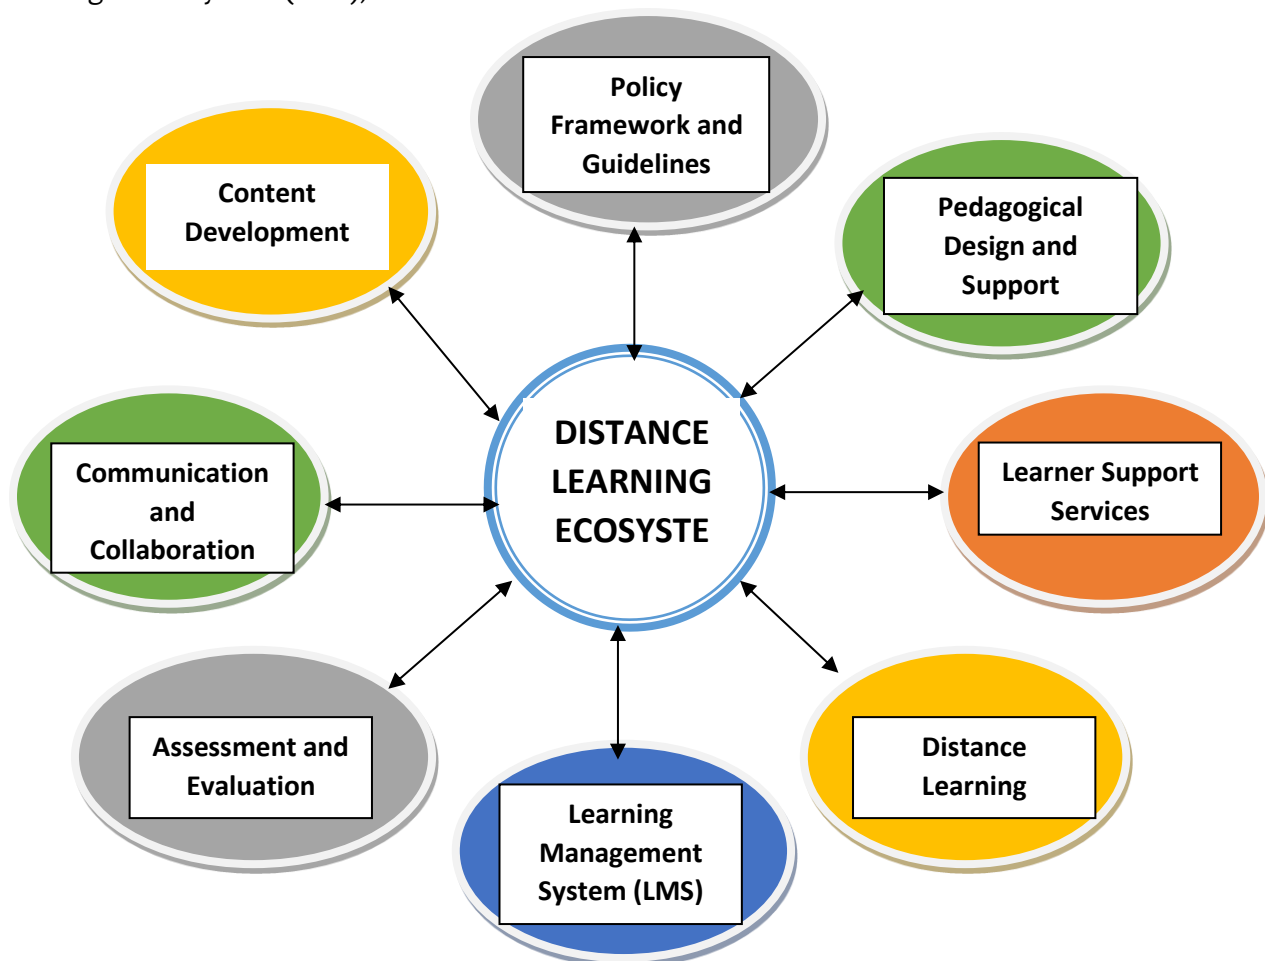 Policy
Framework and
Guidelines
Content
Development
Pedagogical
Design and
Support
DISTANCE
LEARNING
ECOSYSTE
Communication
and
Collaboration
Learner Support
Services
Assessment and
Evaluation
Distance
Learning
Learning
Management
System (LMS)